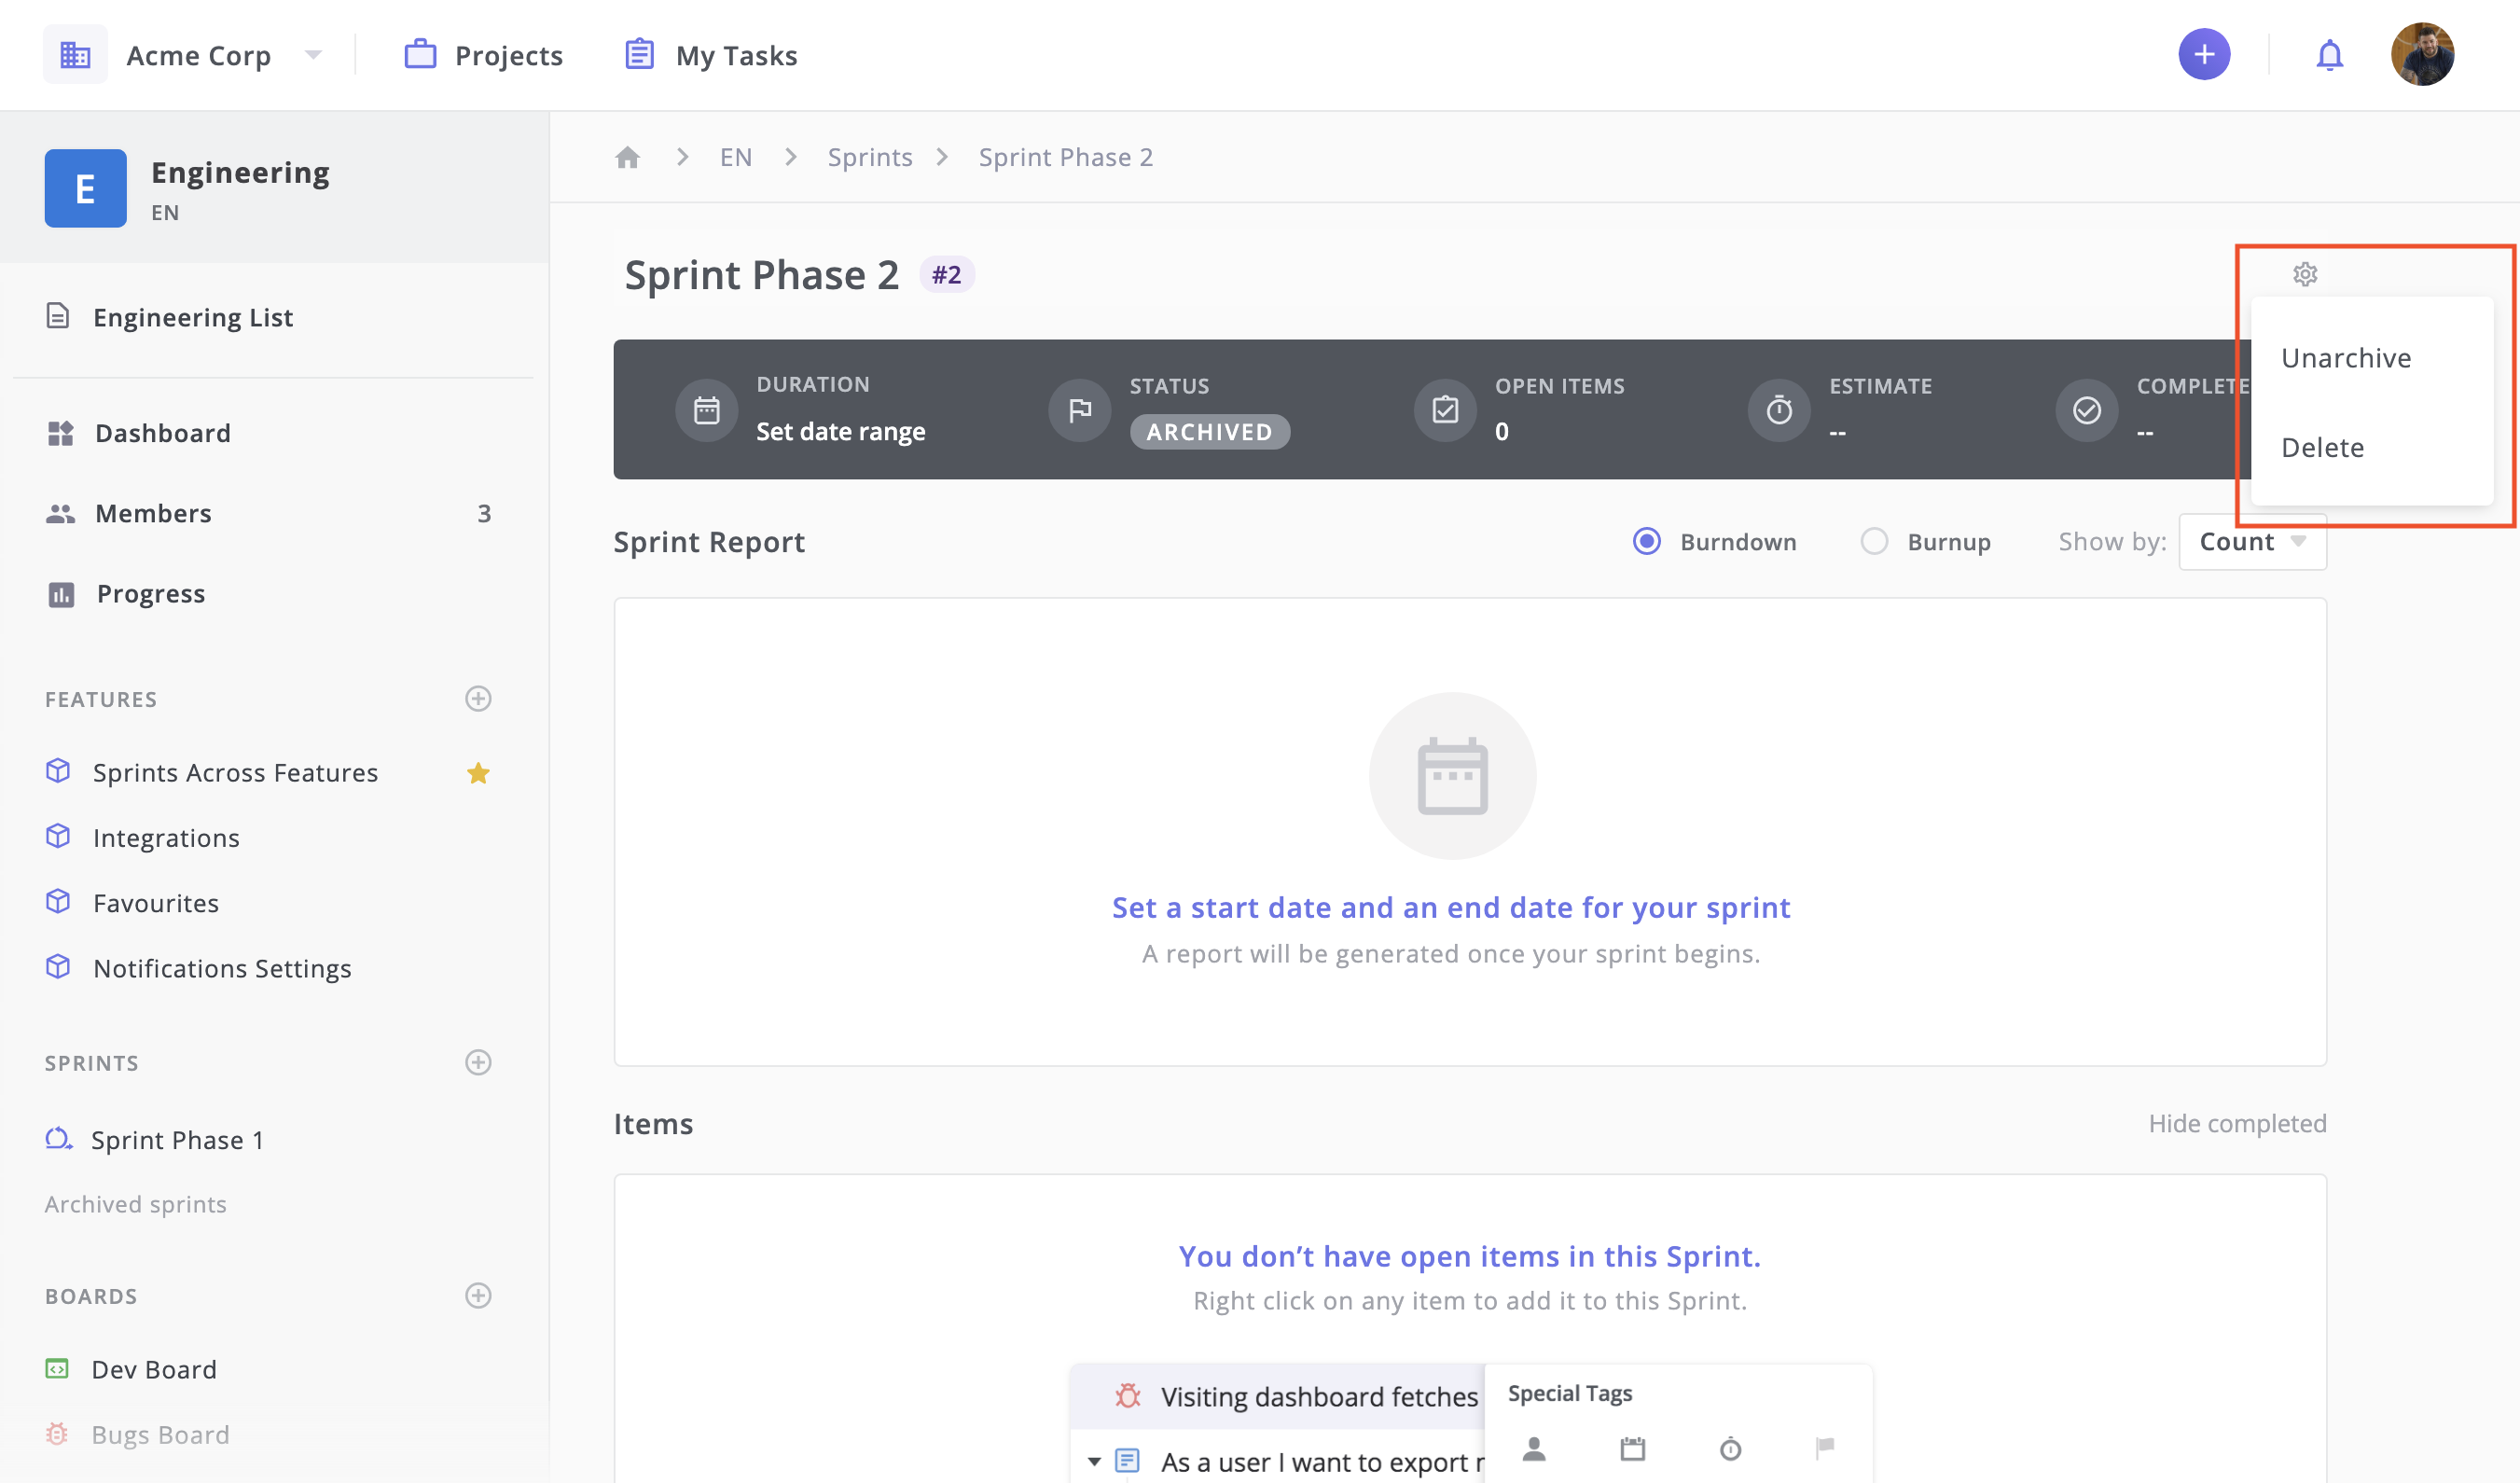 Acme Corp
Projects
My Tasks
E
Engineering
EN
Engineering List
Dashboard
Members 3
Progress
FEATURES
Sprints Across Features
Integrations
Favourites
Notifications Settings
SPRINTS
Sprint Phase 1
Archived sprints
BOARDS
Dev Board
Bugs Board
EN
Sprints
Sprint Phase 2
Sprint Phase 2 #2
Unarchive
Delete
DURATION
Set date range
STATUS
ARCHIVED
OPEN ITEMS
0
ESTIMATE
--
COMPLETE
--
Sprint Report
Burndown
Burnup
Show by: Count
Set a start date and an end date for your sprint
A report will be generated once your sprint begins.
Items
Hide completed
You don’t have open items in this Sprint.
Right click on any item to add it to this Sprint.
Visiting dashboard fetches
As a user I want to export
Special Tags